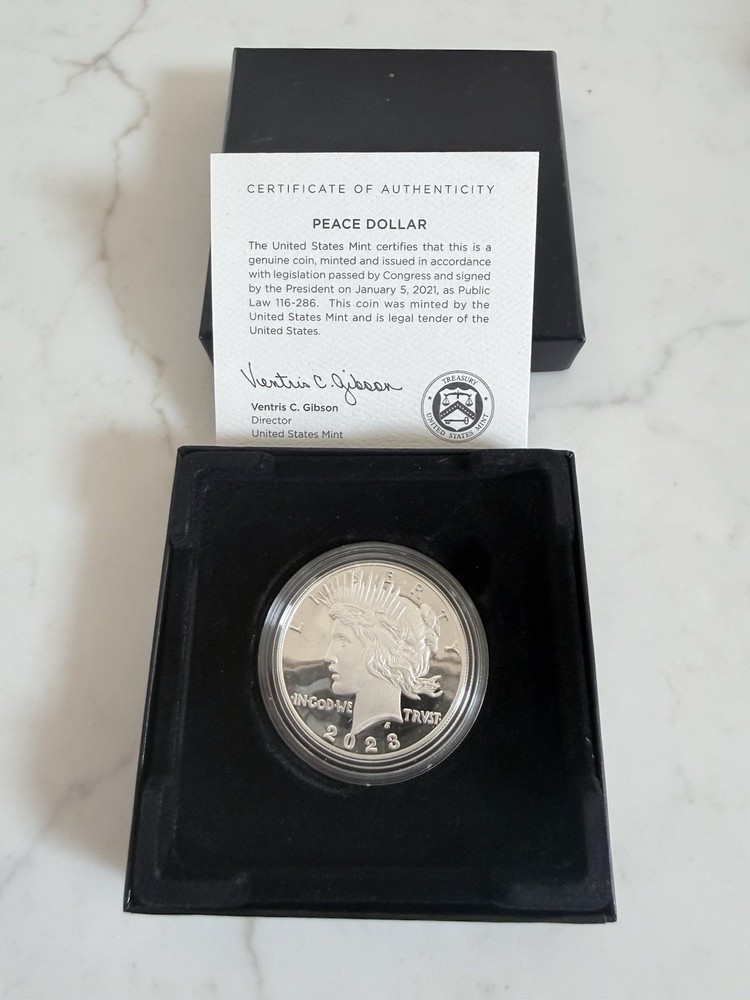 CERTIFICATE OF AUTHENTICITY
PEACE DOLLAR
The United States Mint certifies that this is a
genuine coin, minted and issued in accordance
with legislation passed by Congress and signed
by the President on January 5, 2021, as Public
Law 116-286. This coin was minted by the
United States Mint and is legal tender of the
United States.
Ventris C. Gibson
Ventris C. Gibson
Director
United States Mint
TREASURY
UNITED STATES MINT
LIBERTY
IN·GOD·WE TRVST·
2023